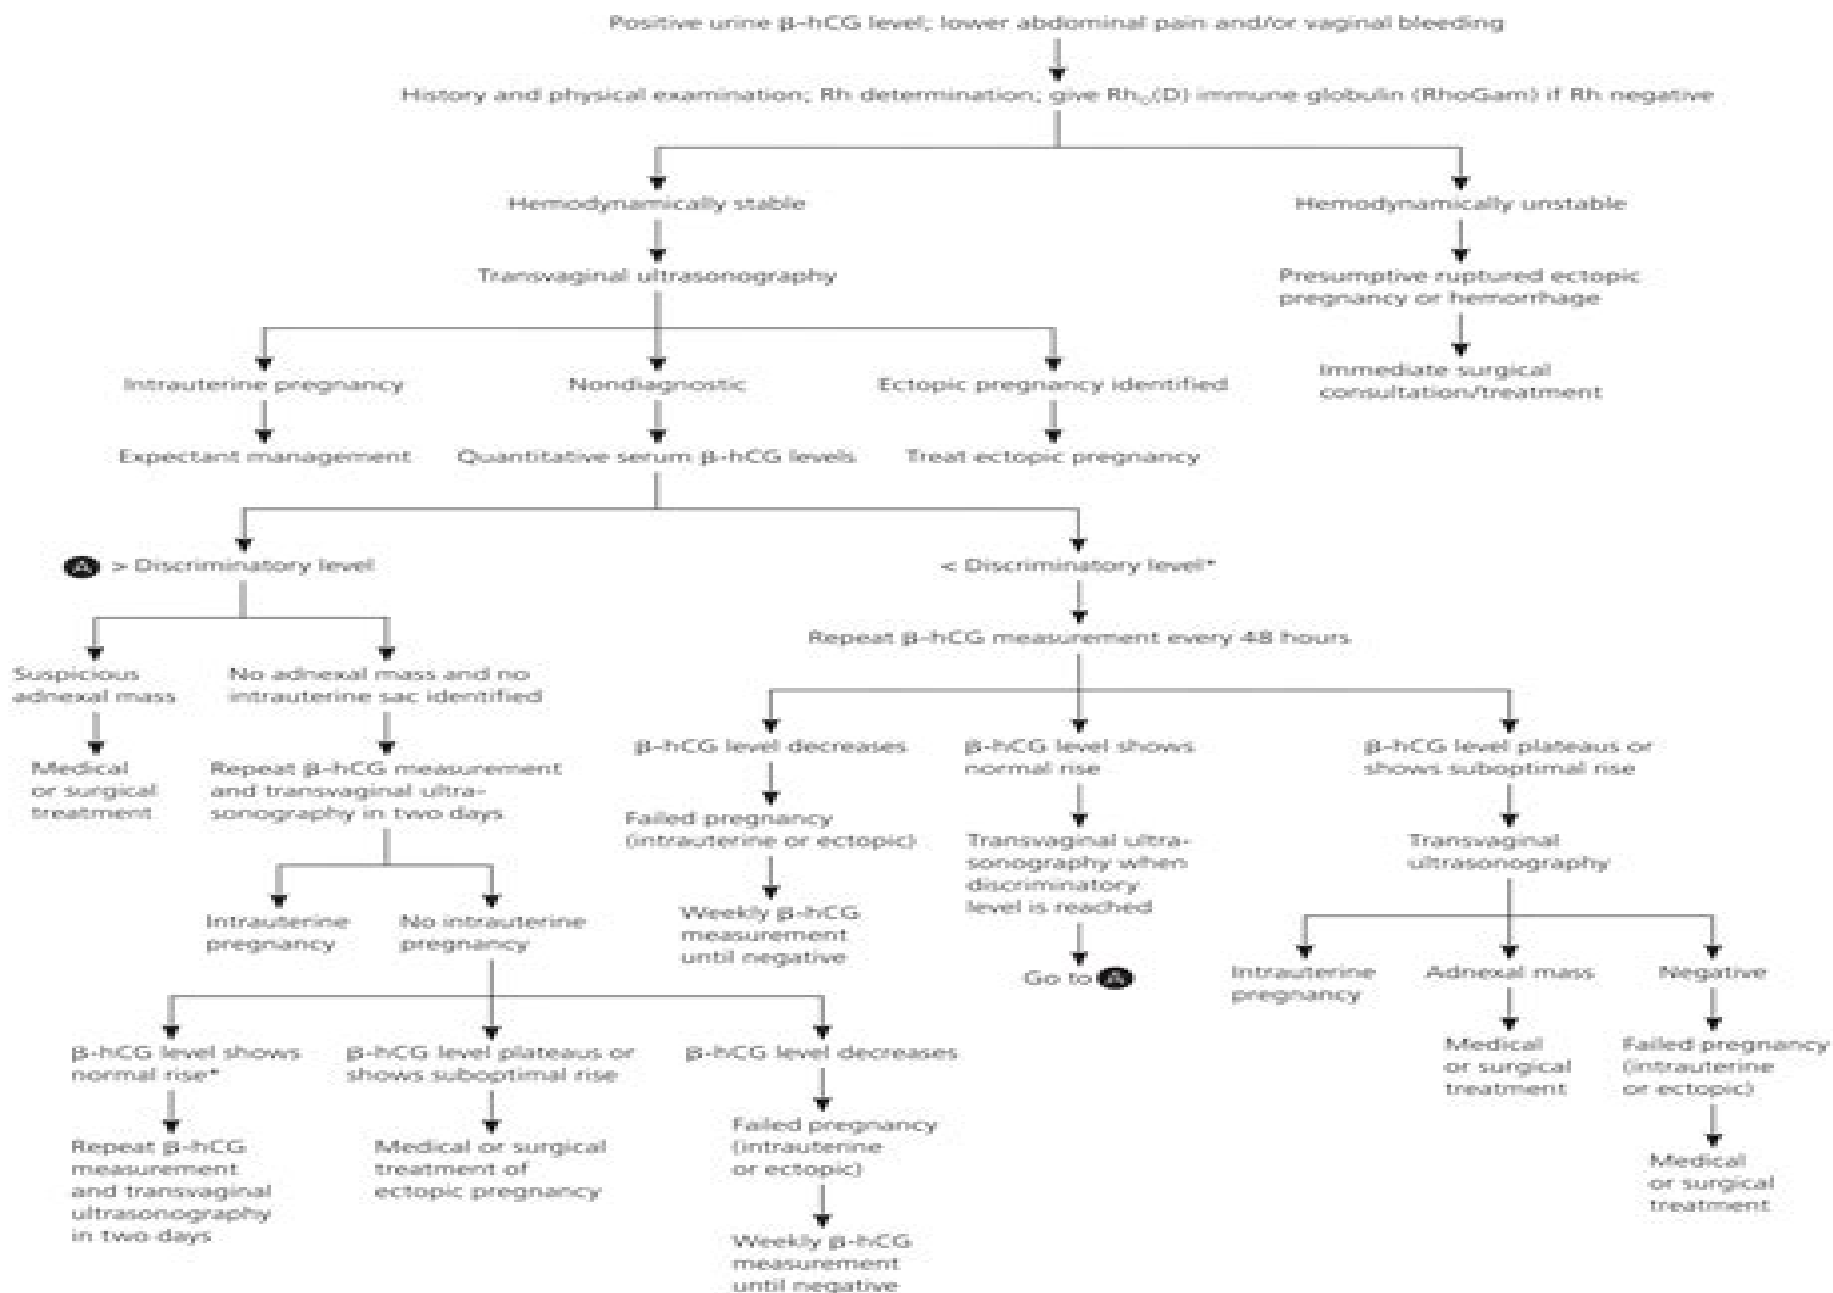 Positive urine β-hCG level; lower abdominal pain and/or vaginal bleeding
History and physical examination; Rh determination; give Rh₀(D) immune globulin (RhoGam) if Rh negative
Hemodynamically stable
Hemodynamically unstable
Transvaginal ultrasonography
Presumptive ruptured ectopic
pregnancy or hemorrhage
Intrauterine pregnancy
Nondiagnostic
Ectopic pregnancy identified
Immediate surgical
consultation/treatment
Expectant management
Quantitative serum β-hCG levels
Treat ectopic pregnancy
A > Discriminatory level
< Discriminatory level*
Repeat β-hCG measurement every 48 hours
Suspicious
adnexal mass
No adnexal mass and no
intrauterine sac identified
β-hCG level decreases
β-hCG level shows
normal rise
β-hCG level plateaus or
shows suboptimal rise
Medical
or surgical
treatment
Repeat β-hCG measurement
and transvaginal ultra-
sonography in two days
Failed pregnancy
(intrauterine or ectopic)
Transvaginal ultra-
sonography when
discriminatory
level is reached
Transvaginal
ultrasonography
Intrauterine
pregnancy
No intrauterine
pregnancy
Weekly β-hCG
measurement
until negative
Go to A
Intrauterine
pregnancy
Adnexal mass
Negative
β-hCG level shows
normal rise*
β-hCG level plateaus or
shows suboptimal rise
β-hCG level decreases
Medical
or surgical
treatment
Failed pregnancy
(intrauterine
or ectopic)
Repeat β-hCG
measurement
and transvaginal
ultrasonography
in two days
Medical or surgical
treatment of
ectopic pregnancy
Failed pregnancy
(intrauterine
or ectopic)
Medical
or surgical
treatment
Weekly β-hCG
measurement
until negative